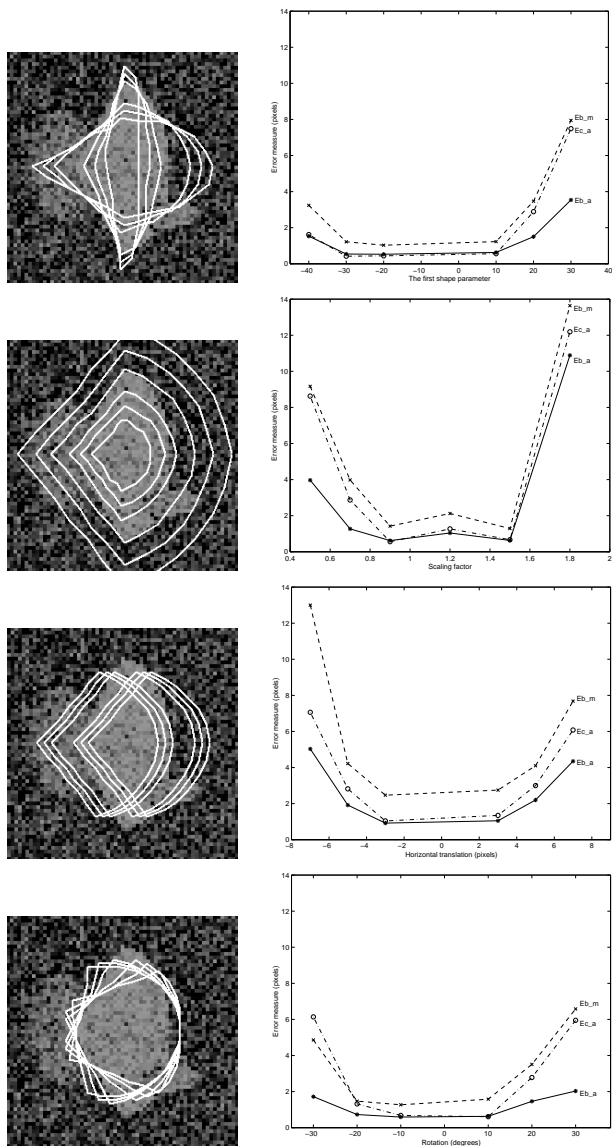 14
12
10
8
6
4
2
0
Error measure (pixels)
Eb_m
Ec_a
Eb_a
−40 −30 −20 −10 0 10 20 30 40
The first shape parameter
14
12
10
8
6
4
2
0
Error measure (pixels)
Eb_m
Ec_a
Eb_a
0.4 0.6 0.8 1 1.2 1.4 1.6 1.8 2
Scaling factor
14
12
10
8
6
4
2
0
Error measure (pixels)
Eb_m
Ec_a
Eb_a
−8 −6 −4 −2 0 2 4 6 8
Horizontal translation (pixels)
14
12
10
8
6
4
2
0
Error measure (pixels)
Eb_m
Ec_a
Eb_a
−30 −20 −10 0 10 20 30
Rotation (degrees)